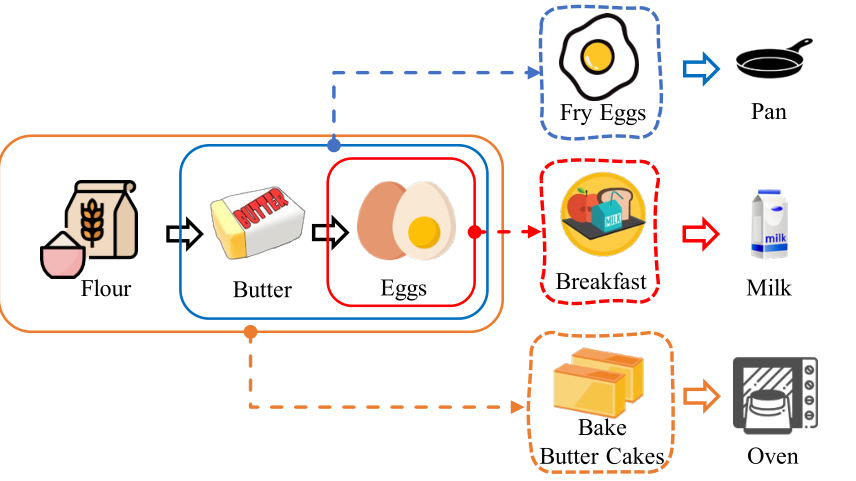 Fry Eggs
Pan
BUTTER
Flour
Butter
Eggs
MILK
Breakfast
milk
Milk
Bake
Butter Cakes
Oven